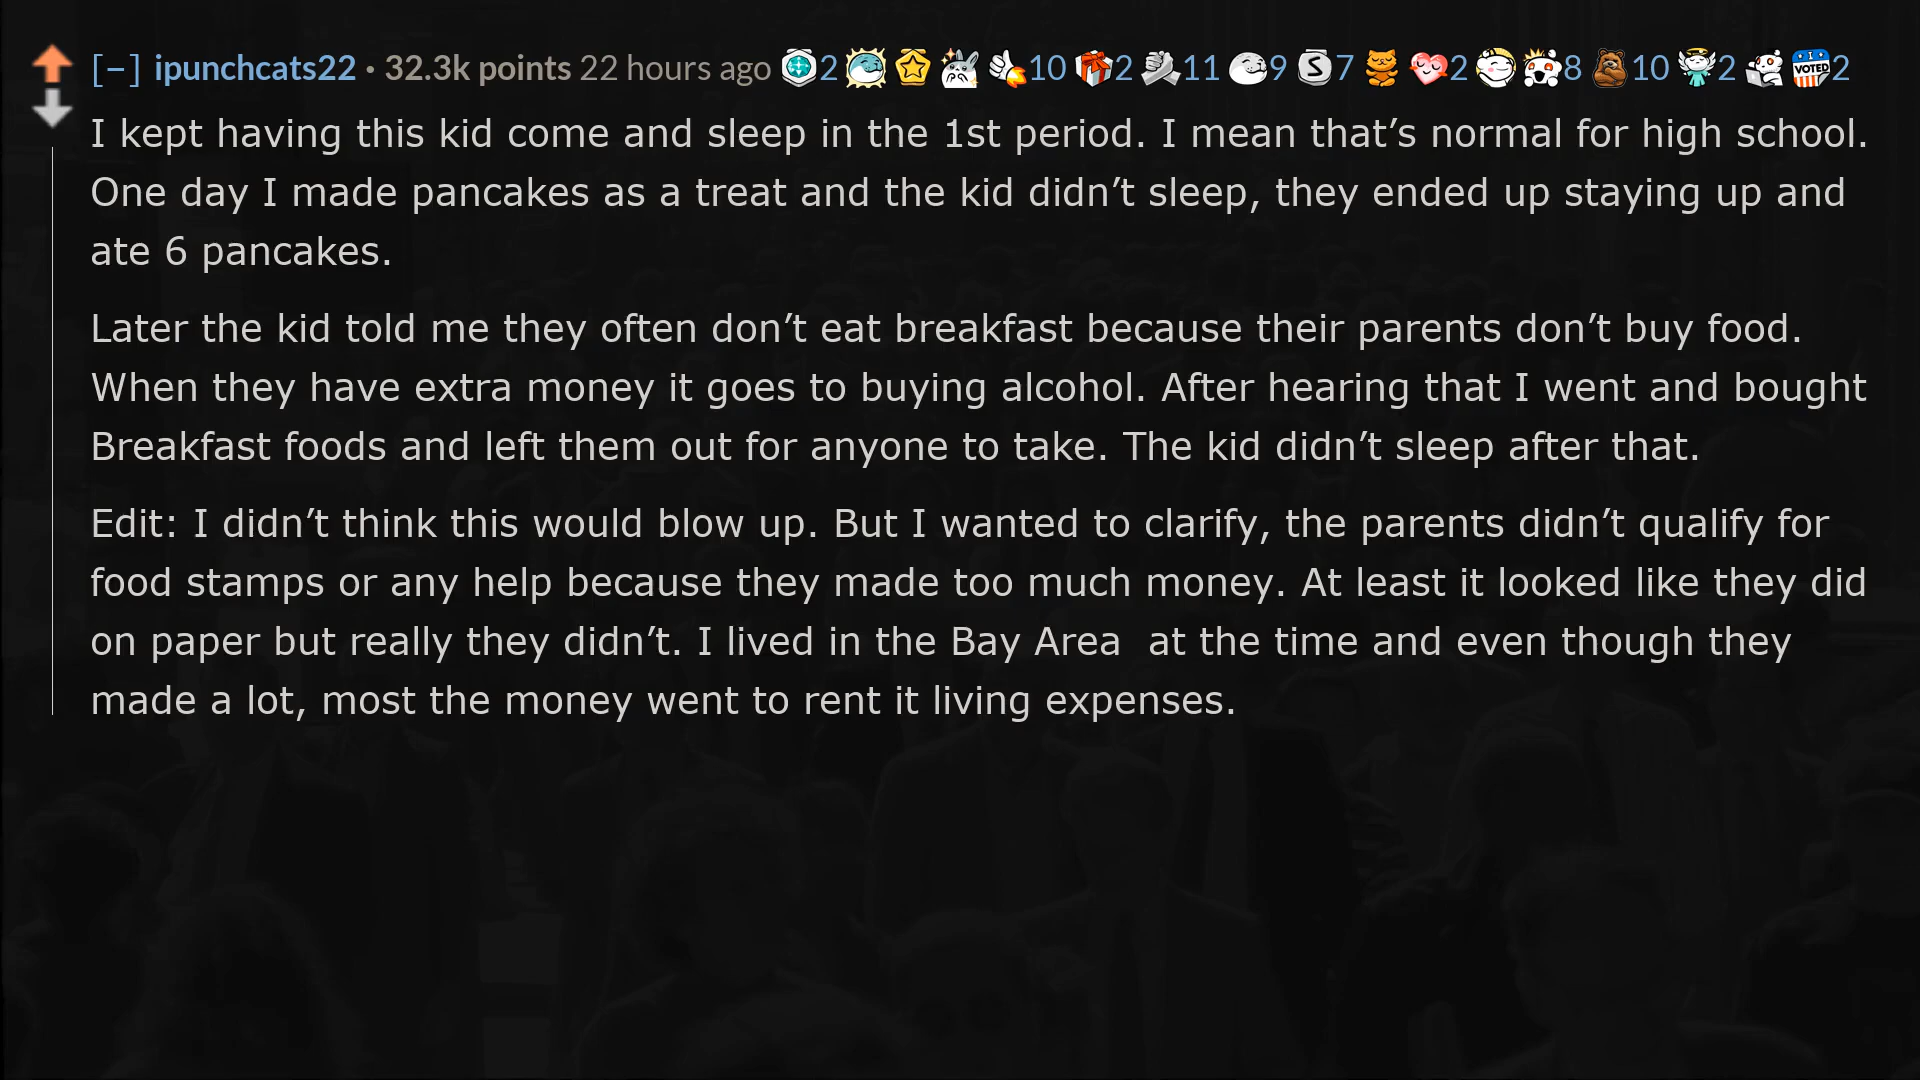 [–] ipunchcats22 · 32.3k points 22 hours ago 2 10 2 11 9 S 7 2 8 10 2 I VOTED 2
I kept having this kid come and sleep in the 1st period. I mean that’s normal for high school.
One day I made pancakes as a treat and the kid didn’t sleep, they ended up staying up and
ate 6 pancakes.
Later the kid told me they often don’t eat breakfast because their parents don’t buy food.
When they have extra money it goes to buying alcohol. After hearing that I went and bought
Breakfast foods and left them out for anyone to take. The kid didn’t sleep after that.
Edit: I didn’t think this would blow up. But I wanted to clarify, the parents didn’t qualify for
food stamps or any help because they made too much money. At least it looked like they did
on paper but really they didn’t. I lived in the Bay Area  at the time and even though they
made a lot, most the money went to rent it living expenses.